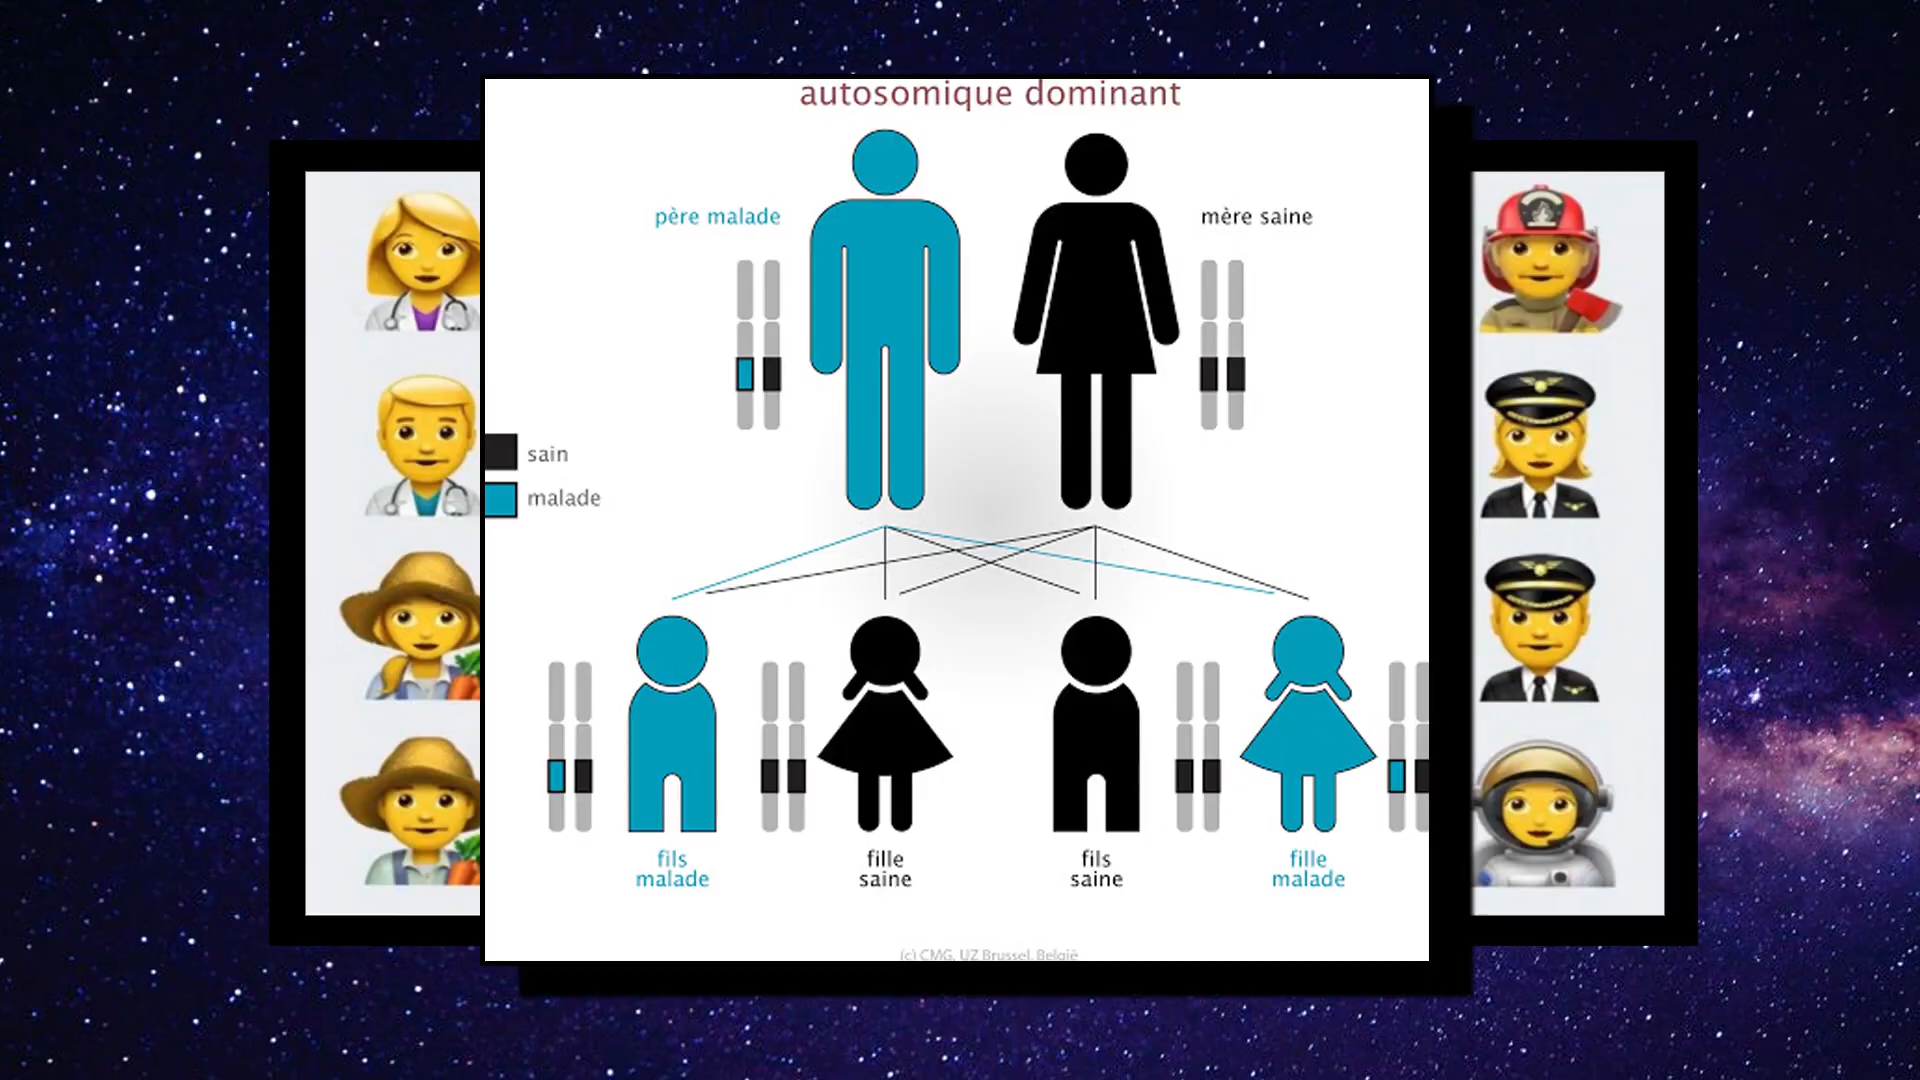 autosomique dominant
père malade
mère saine
sain
malade
fils
malade
fille
saine
fils
saine
fille
malade
(c) CMG, UZ Brussel, België